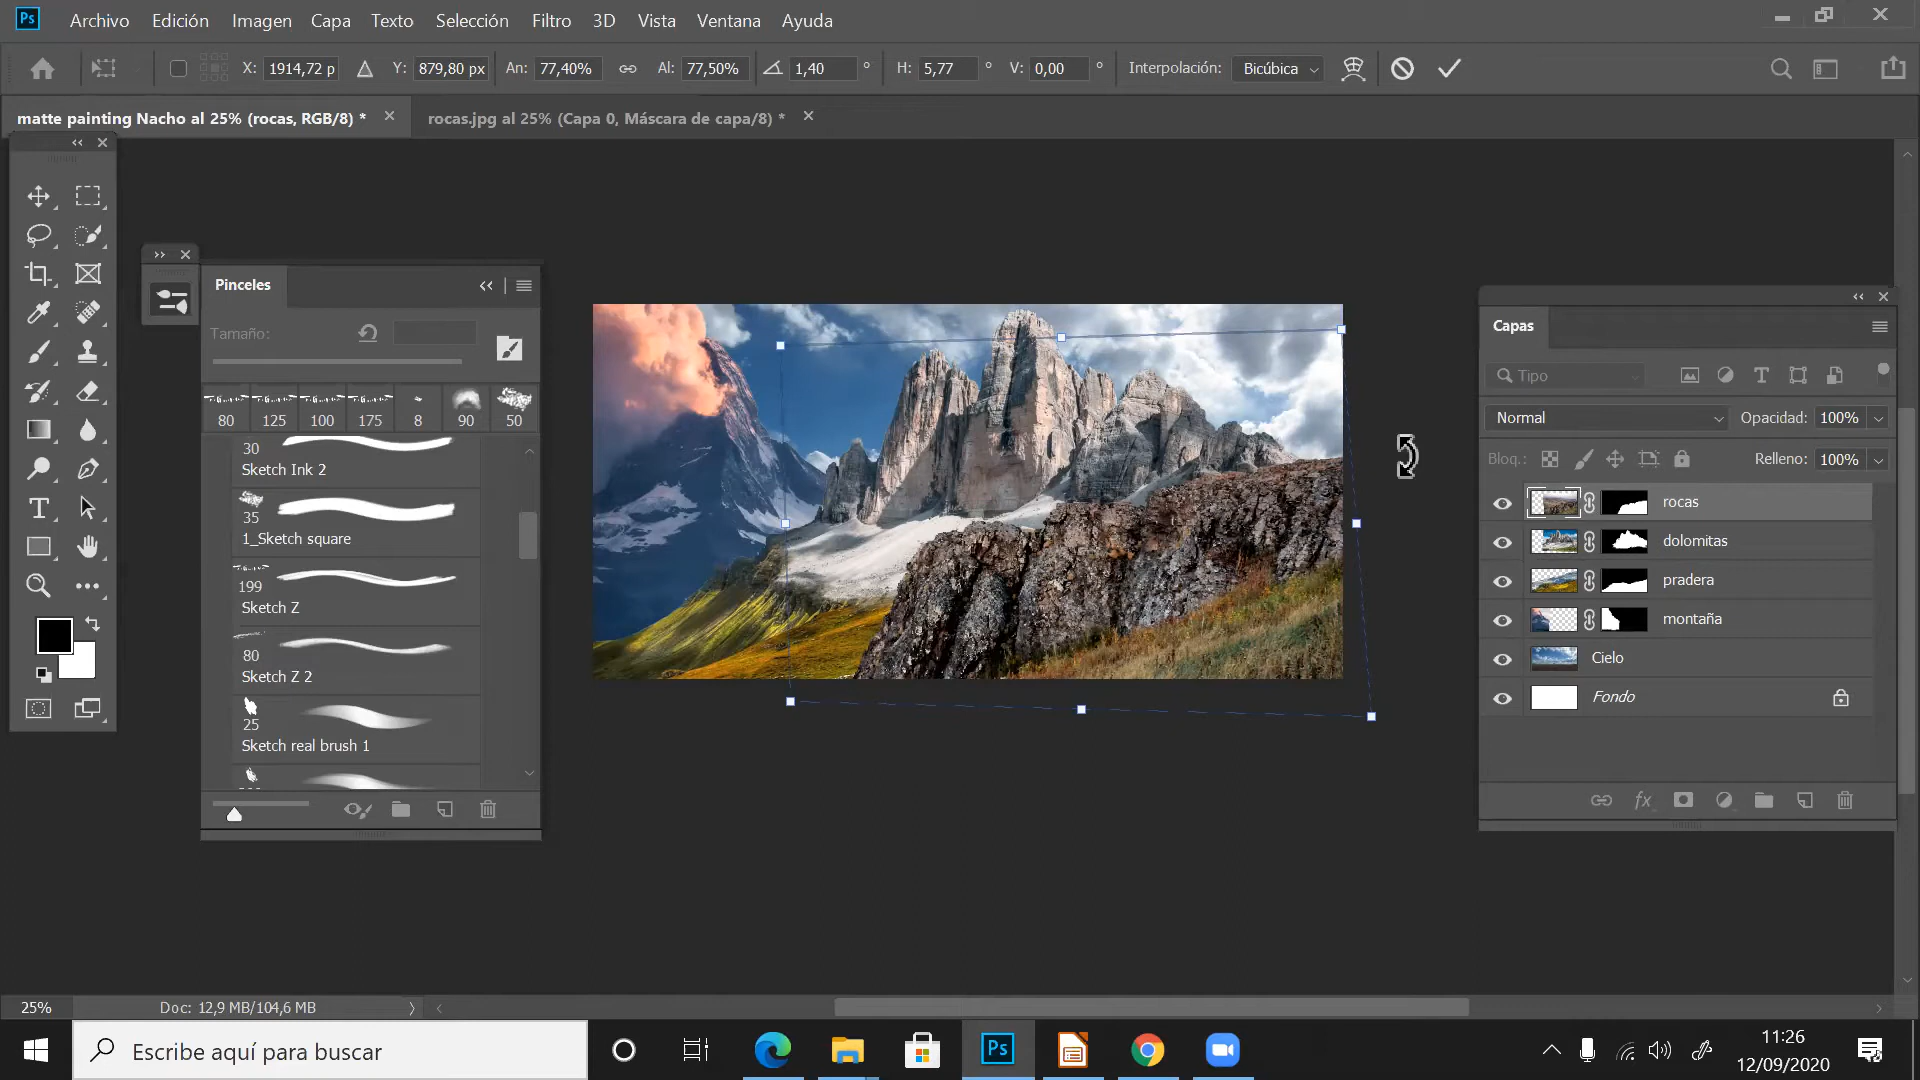 Ps Archivo Edición Imagen Capa Texto Selección Filtro 3D Vista Ventana Ayuda
X: 1914,72 p Y: 879,80 px An: 77,40% Al: 77,50% 1,40 ° H: 5,77 ° V: 0,00 ° Interpolación: Bicúbica
matte painting Nacho al 25% (rocas, RGB/8) * rocas.jpg al 25% (Capa 0, Máscara de capa/8) *
Pinceles
Tamaño:
80 125 100 175 8 90 50
30
Sketch Ink 2
35
1_Sketch square
199
Sketch Z
80
Sketch Z 2
25
Sketch real brush 1
Capas
Tipo
Normal Opacidad: 100%
Bloq.: Relleno: 100%
rocas
dolomitas
pradera
montaña
Cielo
Fondo
25% Doc: 12,9 MB/104,6 MB
Escribe aquí para buscar
Ps
11:26
12/09/2020